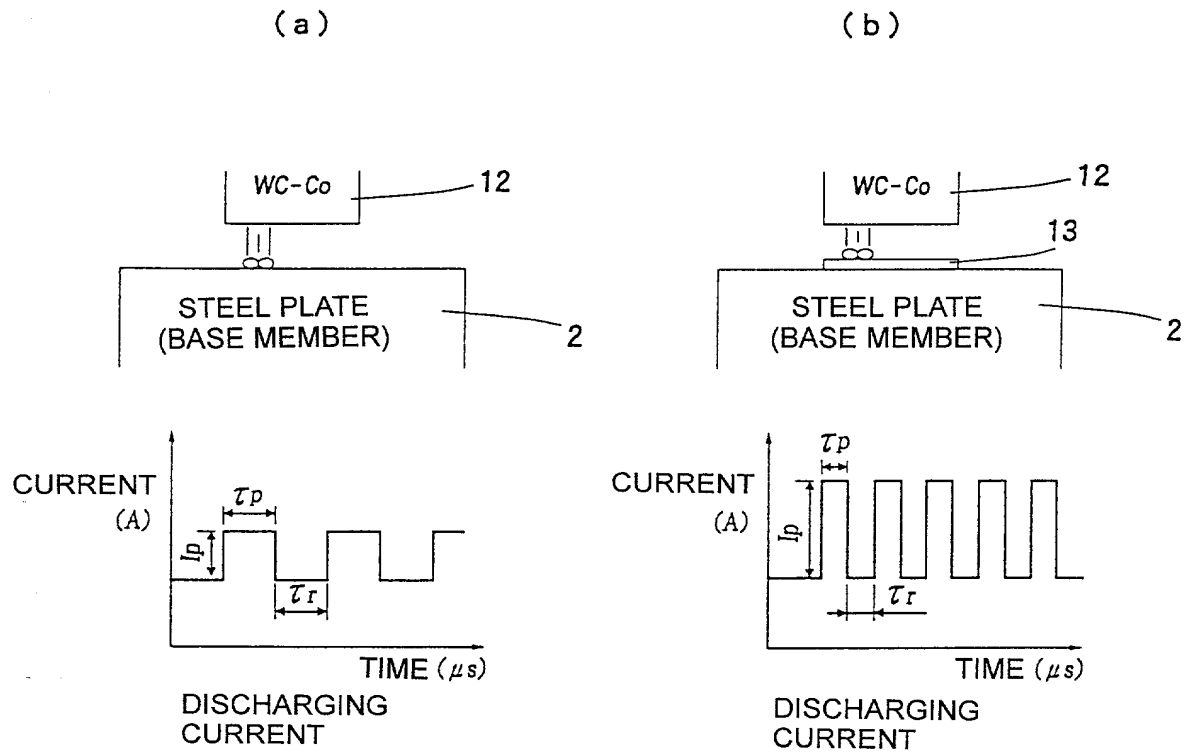 (a)
WC-Co
12
STEEL PLATE
(BASE MEMBER)
2
CURRENT
(A)
τp
Ip
τr
TIME (μs)
DISCHARGING
CURRENT
(b)
WC-Co
12
13
STEEL PLATE
(BASE MEMBER)
2
CURRENT
(A)
τp
Ip
τr
TIME (μs)
DISCHARGING
CURRENT